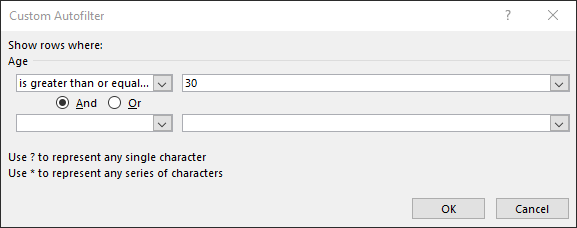 Custom Autofilter
Show rows where:
Age
is greater than or equal... 30
And Or
Use ? to represent any single character
Use * to represent any series of characters
OK Cancel